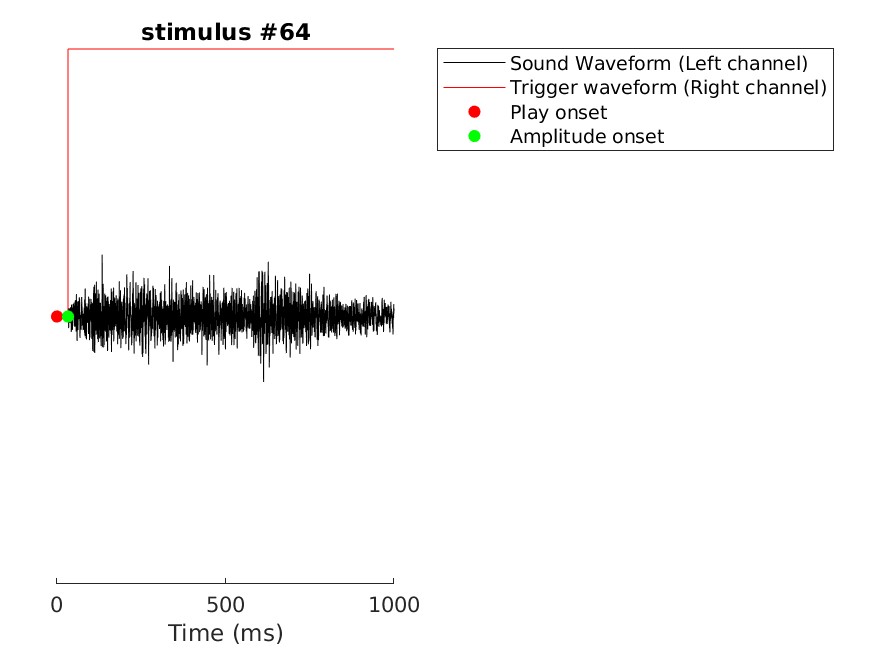 stimulus #64
Sound Waveform (Left channel)
Trigger waveform (Right channel)
Play onset
Amplitude onset
0 500 1000
Time (ms)